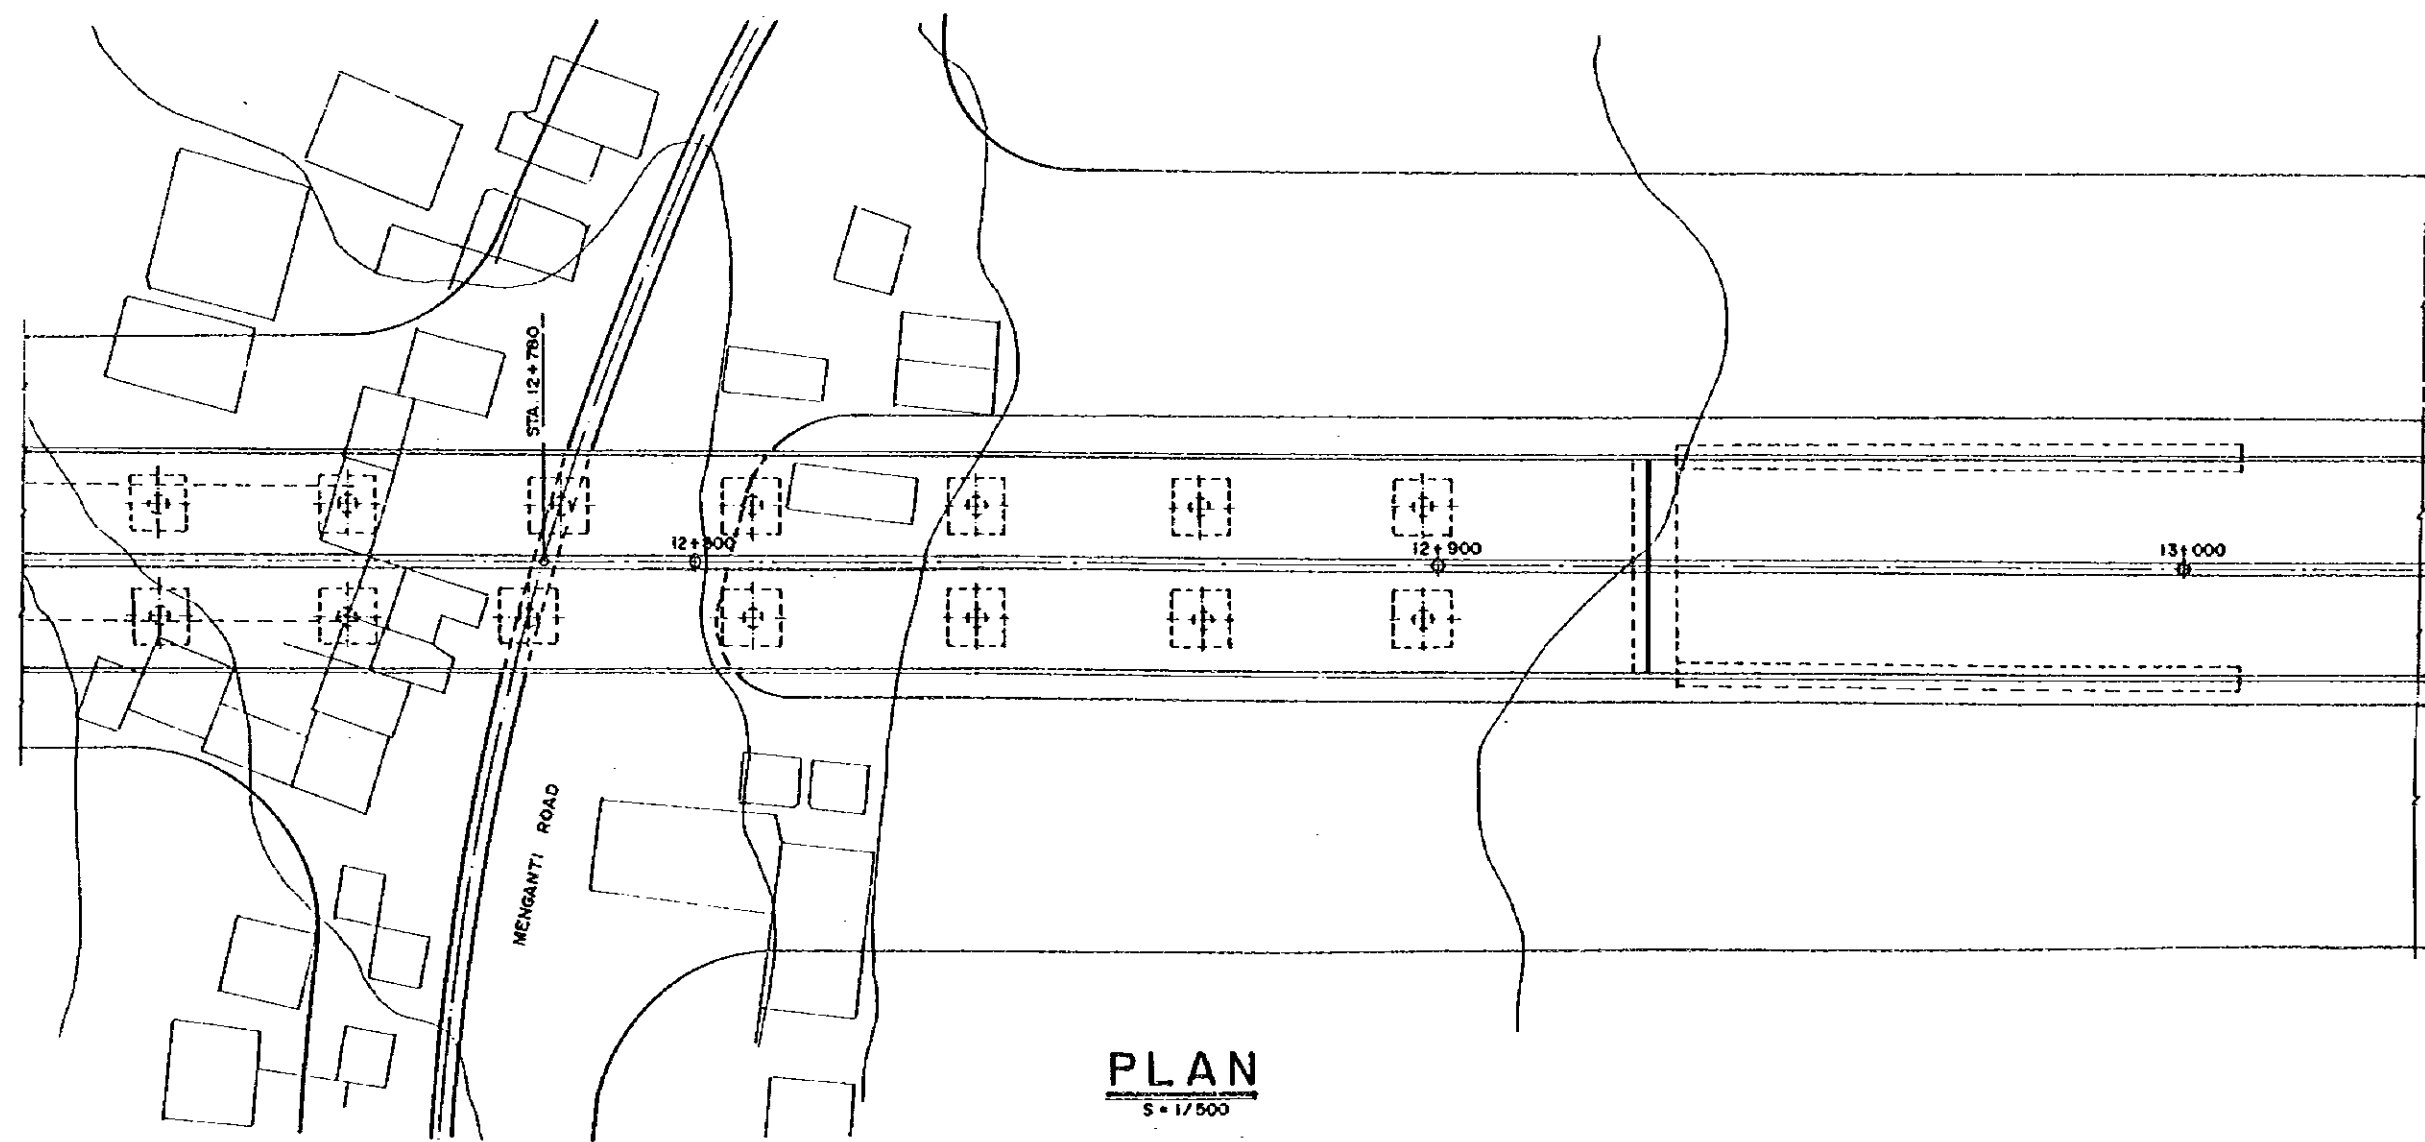 STA. 12+780
12+800
12+900
13+000
MENGANTI ROAD
PLAN
S = 1/500